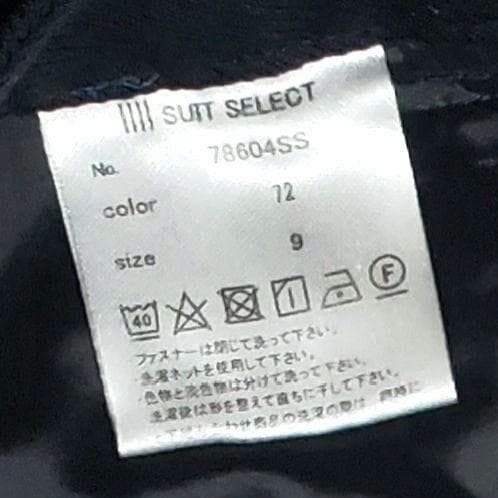 SUIT SELECT
No. 78604SS
color 72
size 9
40 F
ファスナーは閉じて洗って下さい。
洗濯ネットを使用して下さい。
色物と淡色物は分けて洗って下さい。
洗濯後は形を整えて直ちに干して下さい。